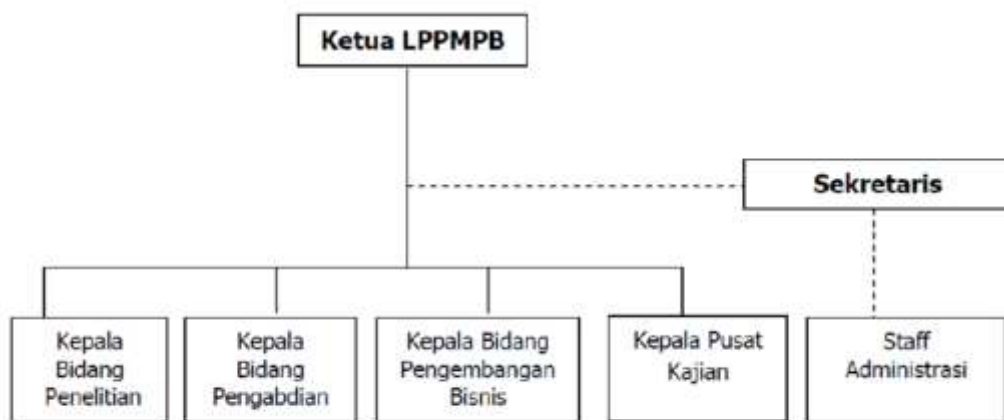 Ketua LPPMPB
Sekretaris
Kepala
Bidang
Penelitian
Kepala
Bidang
Pengabdian
Kepala Bidang
Pengembangan
Bisnis
Kepala Pusat
Kajian
Staff
Administrasi